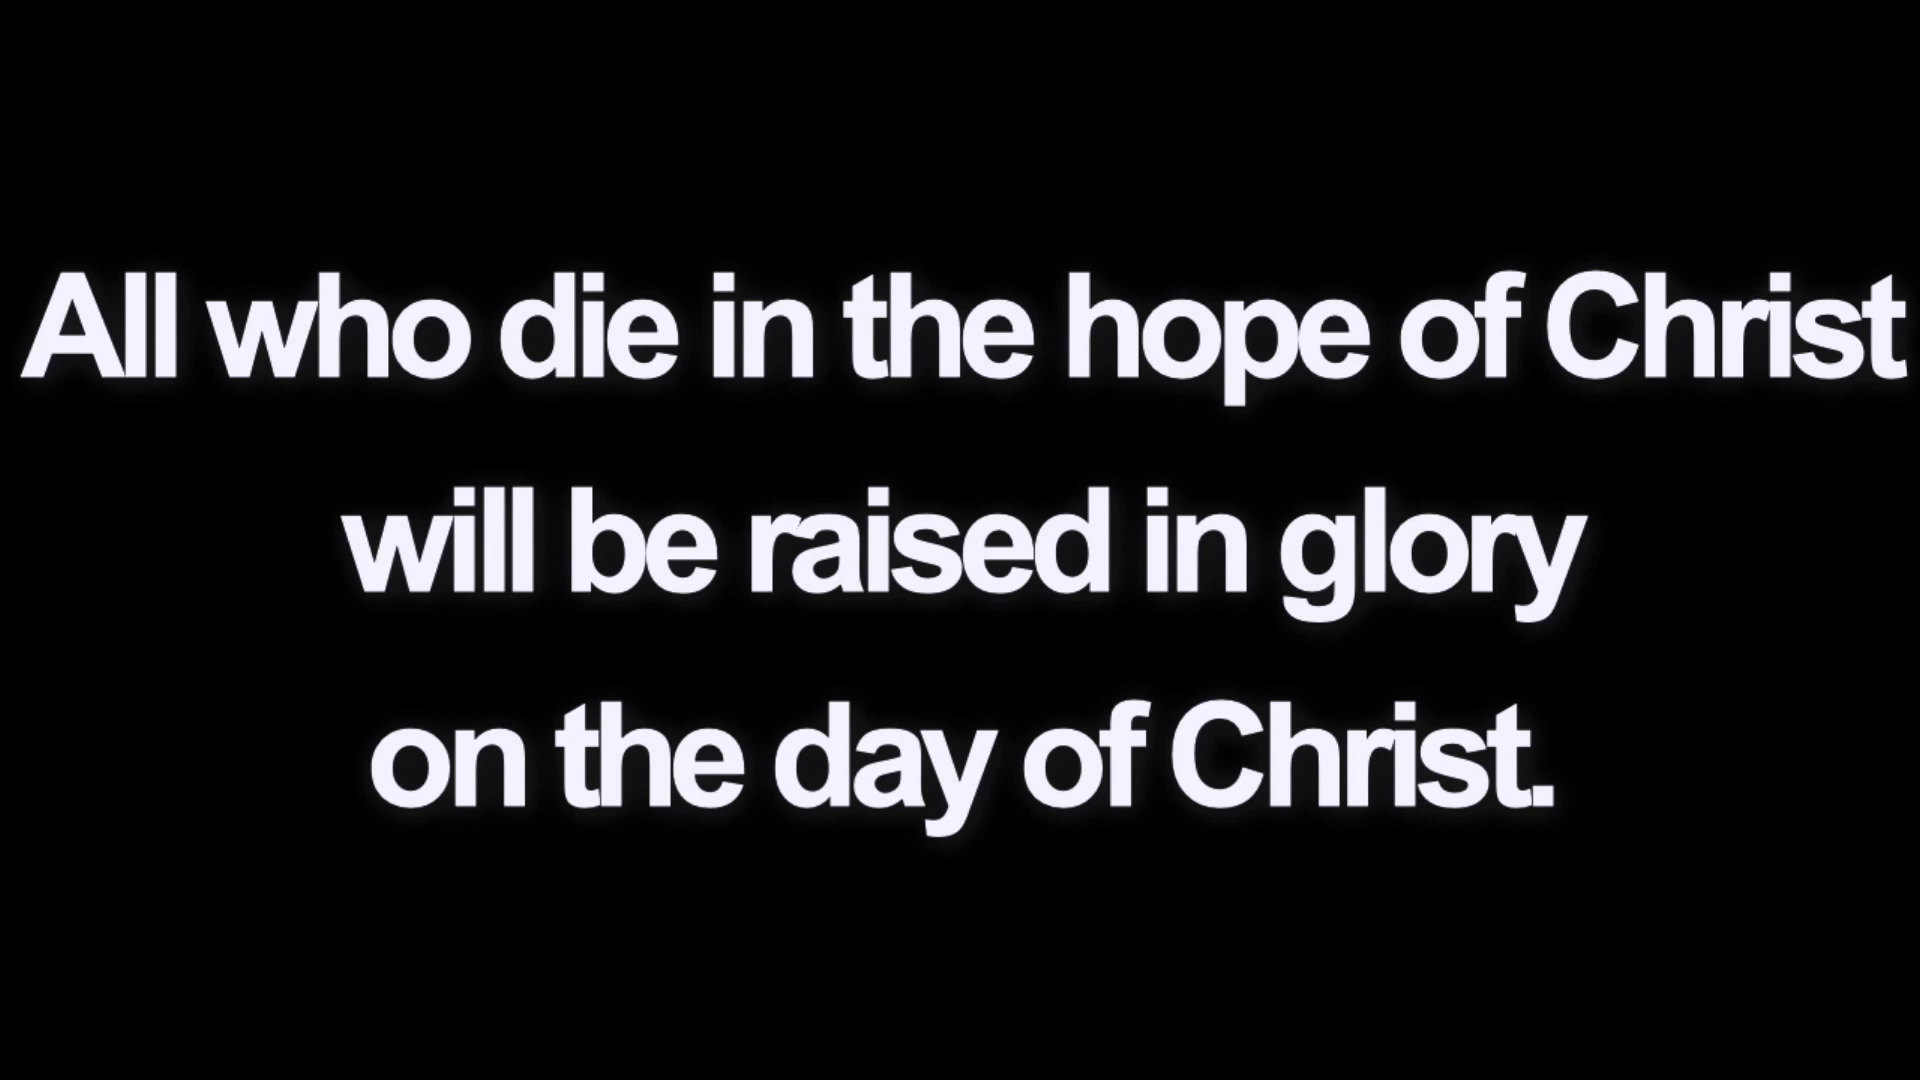 All who die in the hope of Christ
will be raised in glory
on the day of Christ.